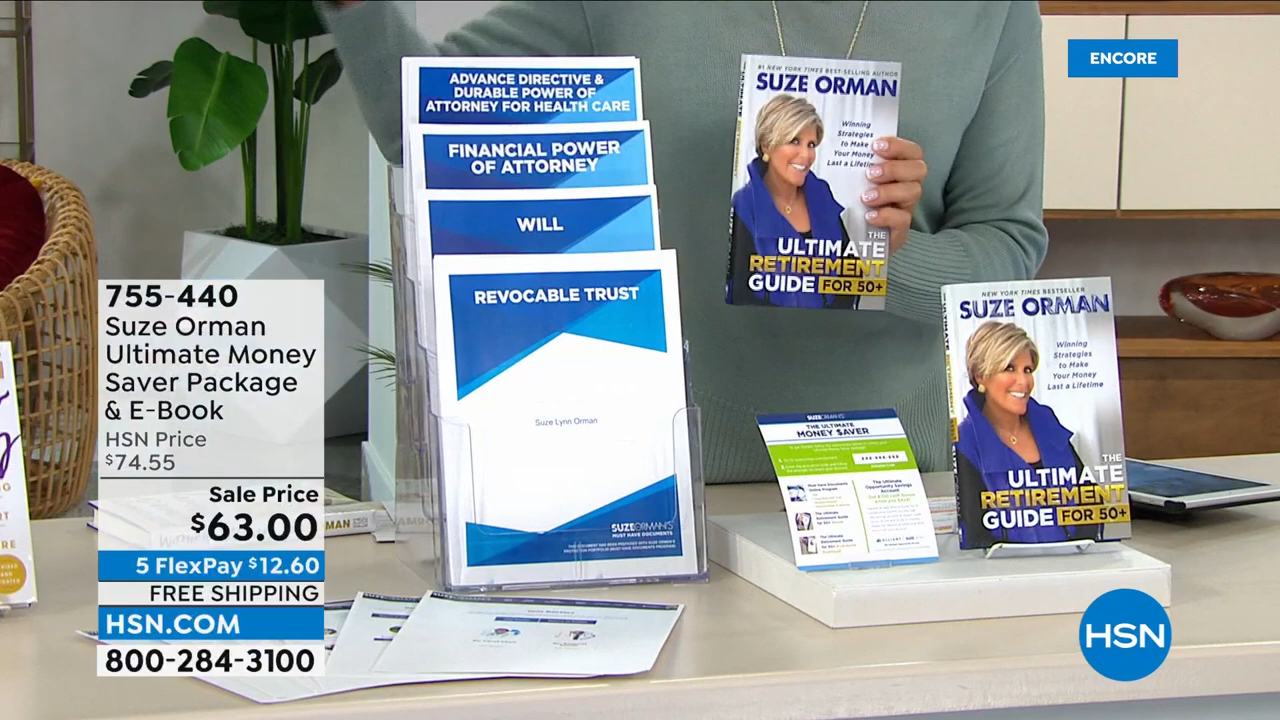 ENCORE
ADVANCE DIRECTIVE &
DURABLE POWER OF
ATTORNEY FOR HEALTH CARE
FINANCIAL POWER
OF ATTORNEY
WILL
REVOCABLE TRUST
Suze Lynn Orman
SUZE ORMAN'S
MUST HAVE DOCUMENTS
#1 NEW YORK TIMES BEST-SELLING AUTHOR
SUZE ORMAN
Winning
Strategies
to Make
Your Money
Last a Lifetime
THE
ULTIMATE
RETIREMENT
GUIDE FOR 50+
NEW YORK TIMES BESTSELLER
SUZE ORMAN
Winning
Strategies
to Make
Your Money
Last a Lifetime
THE
ULTIMATE
RETIREMENT
GUIDE FOR 50+
SUZE ORMAN'S
THE ULTIMATE
MONEY $AVER
755-440
Suze Orman
Ultimate Money
Saver Package
& E-Book
HSN Price
$74.55
Sale Price
$63.00
5 FlexPay $12.60
FREE SHIPPING
HSN.COM
800-284-3100
HSN